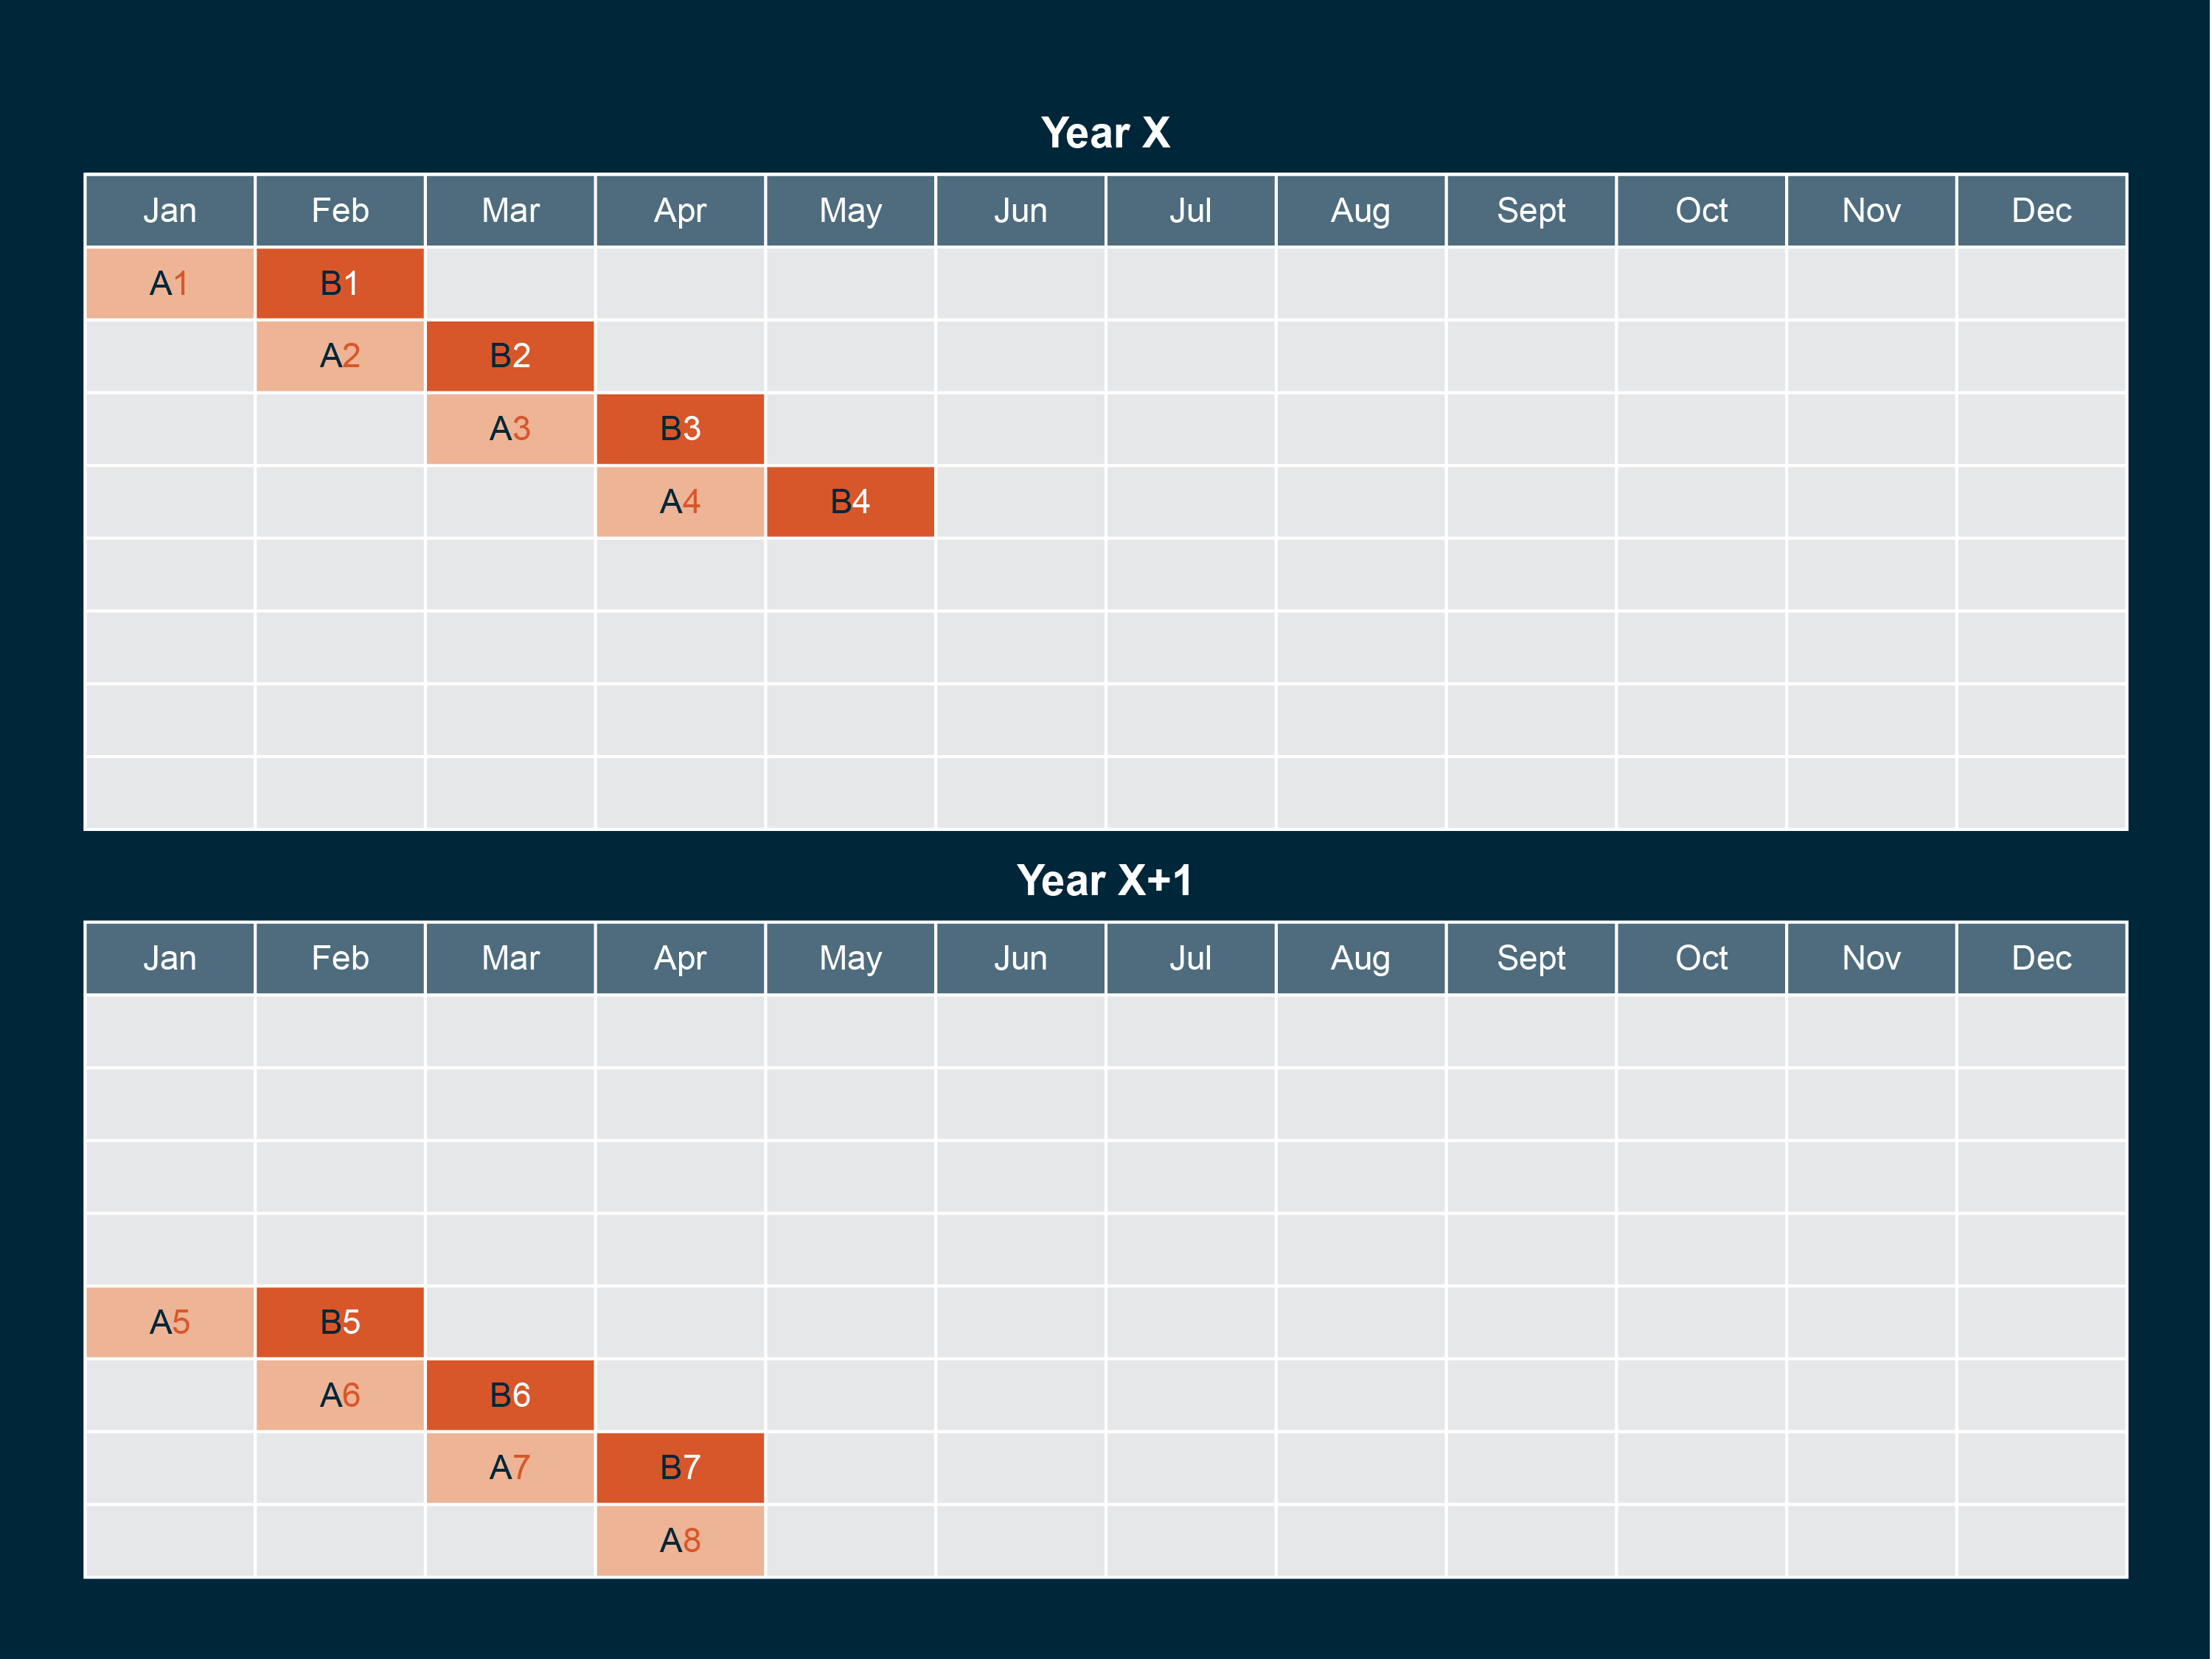 Year X
Jan Feb Mar Apr May Jun Jul Aug Sept Oct Nov Dec
A1 B1
A2 B2
A3 B3
A4 B4
Year X+1
Jan Feb Mar Apr May Jun Jul Aug Sept Oct Nov Dec
A5 B5
A6 B6
A7 B7
A8